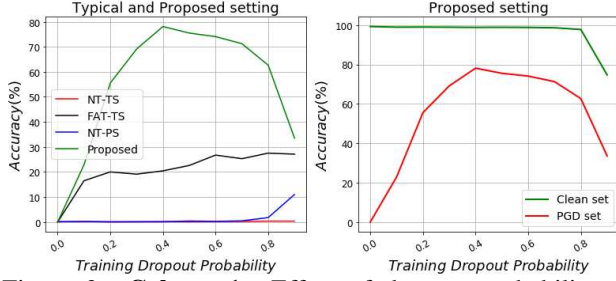 Typical and Proposed setting
80
70
60
50
40
30
20
10
0
Accuracy(%)
NT-TS
FAT-TS
NT-PS
Proposed
0.0
0.2
0.4
0.6
0.8
Training Dropout Probability
Proposed setting
100
80
60
40
20
0
Accuracy(%)
Clean set
PGD set
0.0
0.2
0.4
0.6
0.8
Training Dropout Probability